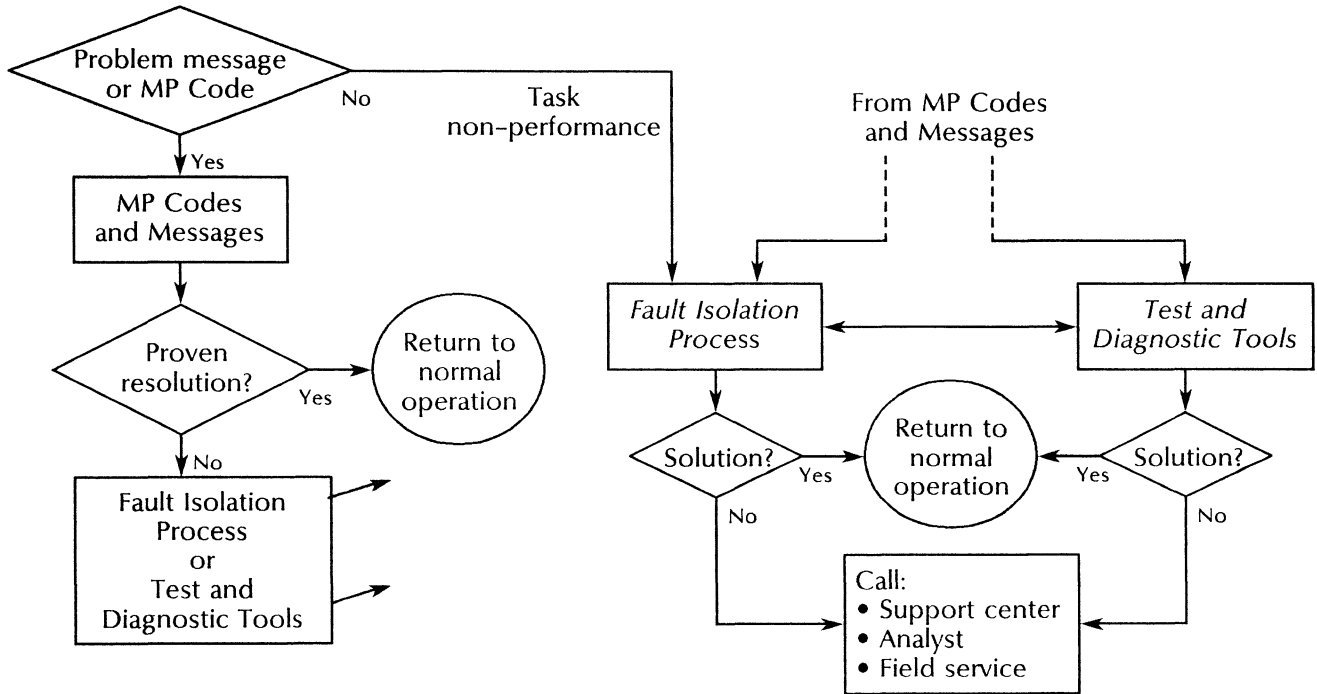 Problem message
or MP Code
No
Task
non-performance
Yes
MP Codes
and Messages
Proven
resolution?
Yes
Return to
normal
operation
No
Fault Isolation
Process
or
Test and
Diagnostic Tools
From MP Codes
and Messages
Fault Isolation
Process
Test and
Diagnostic Tools
Solution?
Yes
Return to
normal
operation
Yes
Solution?
No
No
Call:
• Support center
• Analyst
• Field service